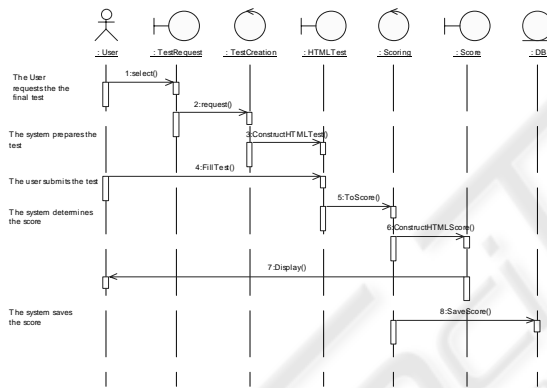 : User
: TestRequest
: TestCreation
: HTMLTest
: Scoring
: Score
: DB
The User
requests the the
final test
1:select()
2:request()
The system prepares the
test
3:ConstructHTMLTest()
4:FillTest()
The user submits the test
5:ToScore()
The system determines
the score
6:ConstructHTMLScore()
7:Display()
The system saves
the score
8:SaveScore()